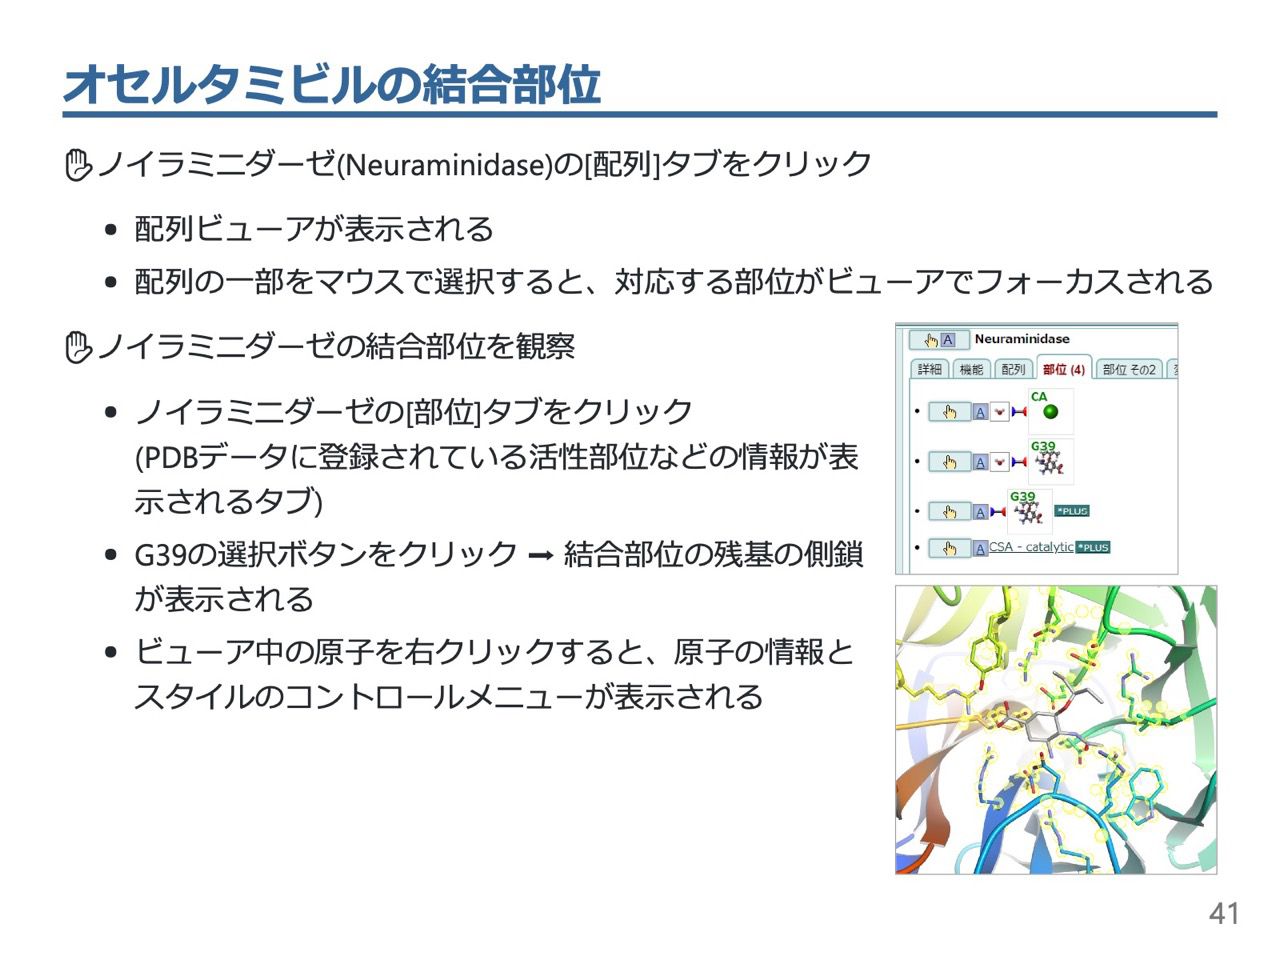 オセルタミビルの結合部位
✋ノイラミニダーゼ(Neuraminidase)の[配列]タブをクリック
• 配列ビューアが表示される
• 配列の一部をマウスで選択すると、対応する部位がビューアでフォーカスされる
✋ノイラミニダーゼの結合部位を観察
• ノイラミニダーゼの[部位]タブをクリック
(PDBデータに登録されている活性部位などの情報が表
示されるタブ)
• G39の選択ボタンをクリック ➡ 結合部位の残基の側鎖
が表示される
• ビューア中の原子を右クリックすると、原子の情報と
スタイルのコントロールメニューが表示される
A Neuraminidase
詳細 機能 配列 部位 (4) 部位 その2
• A CA
• A G39
• A G39 *PLUS
• A CSA - catalytic *PLUS
41